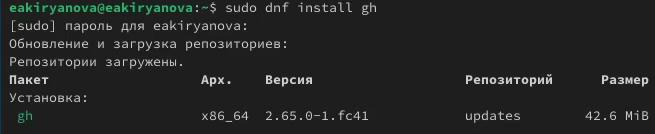 eakiryanova@eakiryanova:~$ sudo dnf install gh
[sudo] пароль для eakiryanova:
Обновление и загрузка репозиториев:
Репозитории загружены.
Пакет Арх. Версия Репозиторий Размер
Установка:
gh x86_64 2.65.0-1.fc41 updates 42.6 MiB